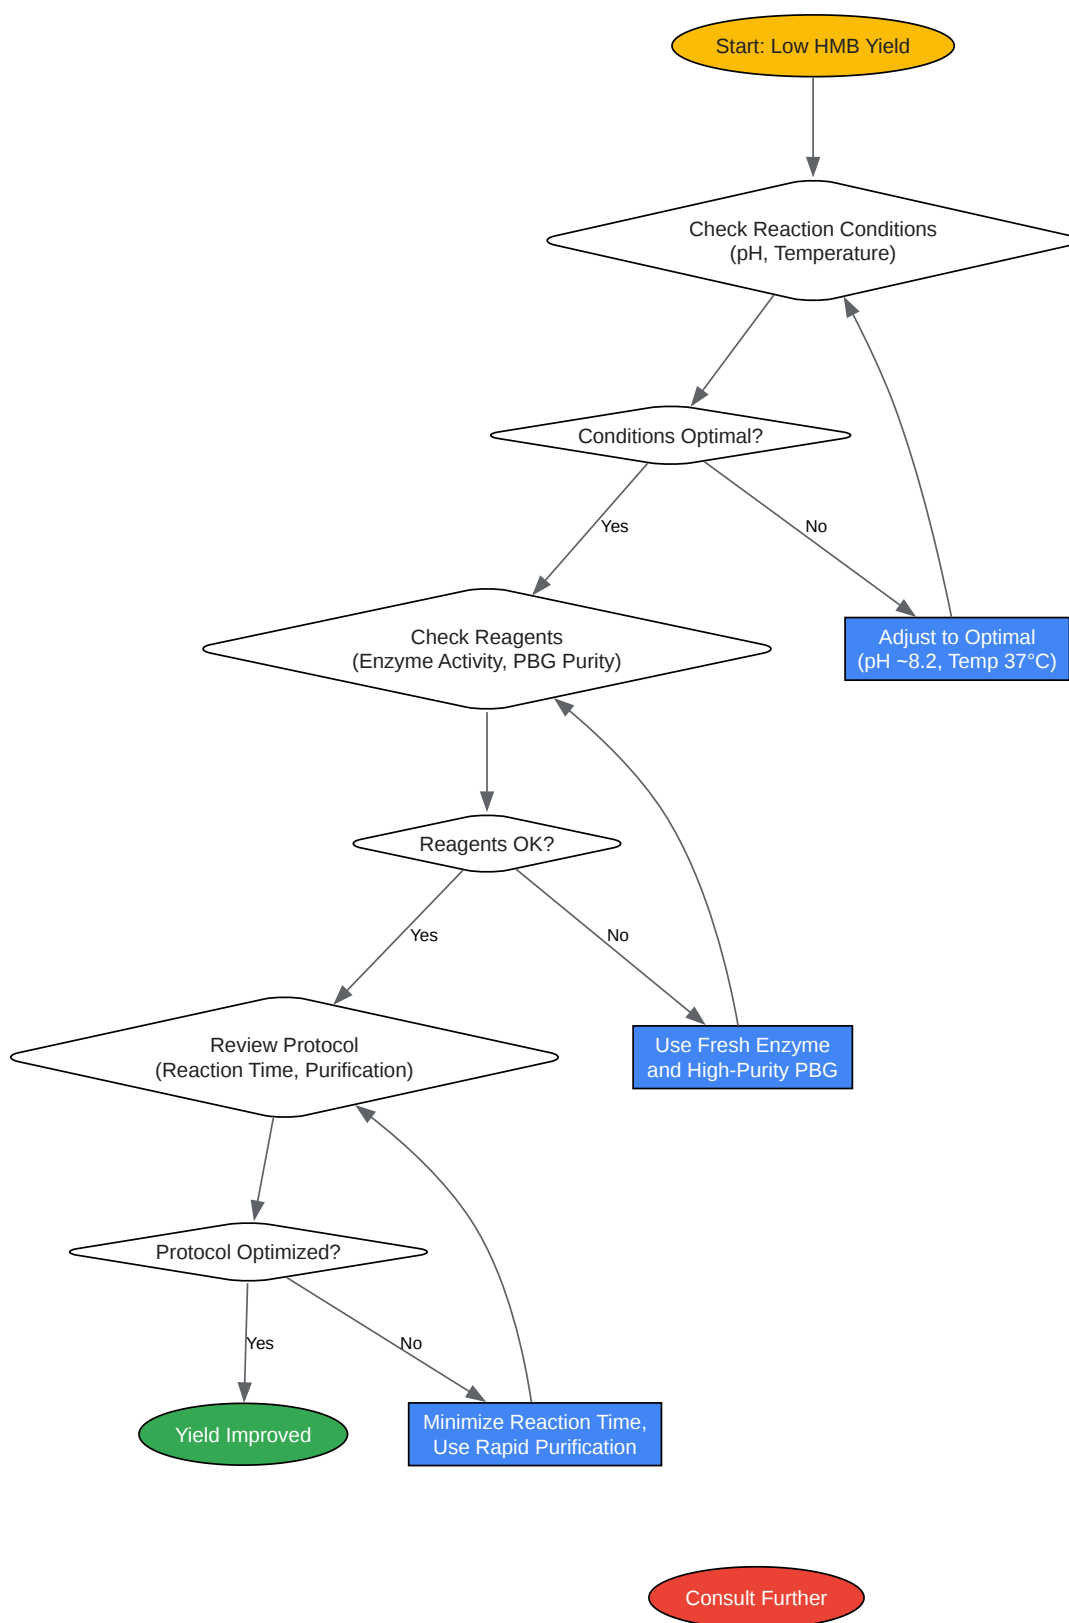 Start: Low HMB Yield
Check Reaction Conditions
(pH, Temperature)
Conditions Optimal?
Yes
No
Check Reagents
(Enzyme Activity, PBG Purity)
Adjust to Optimal
(pH ~8.2, Temp 37°C)
Reagents OK?
Yes
No
Review Protocol
(Reaction Time, Purification)
Use Fresh Enzyme
and High-Purity PBG
Protocol Optimized?
Yes
No
Yield Improved
Minimize Reaction Time,
Use Rapid Purification
Consult Further